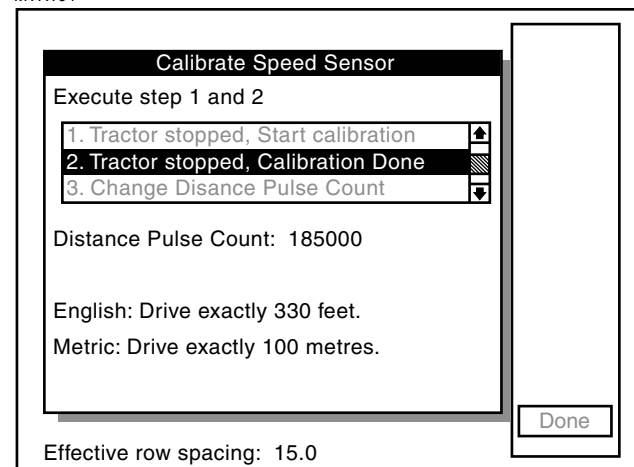 Calibrate Speed Sensor
Execute step 1 and 2
1. Tractor stopped, Start calibration
2. Tractor stopped, Calibration Done
3. Change Disance Pulse Count
Distance Pulse Count: 185000
English: Drive exactly 330 feet.
Metric: Drive exactly 100 metres.
Done
Effective row spacing: 15.0